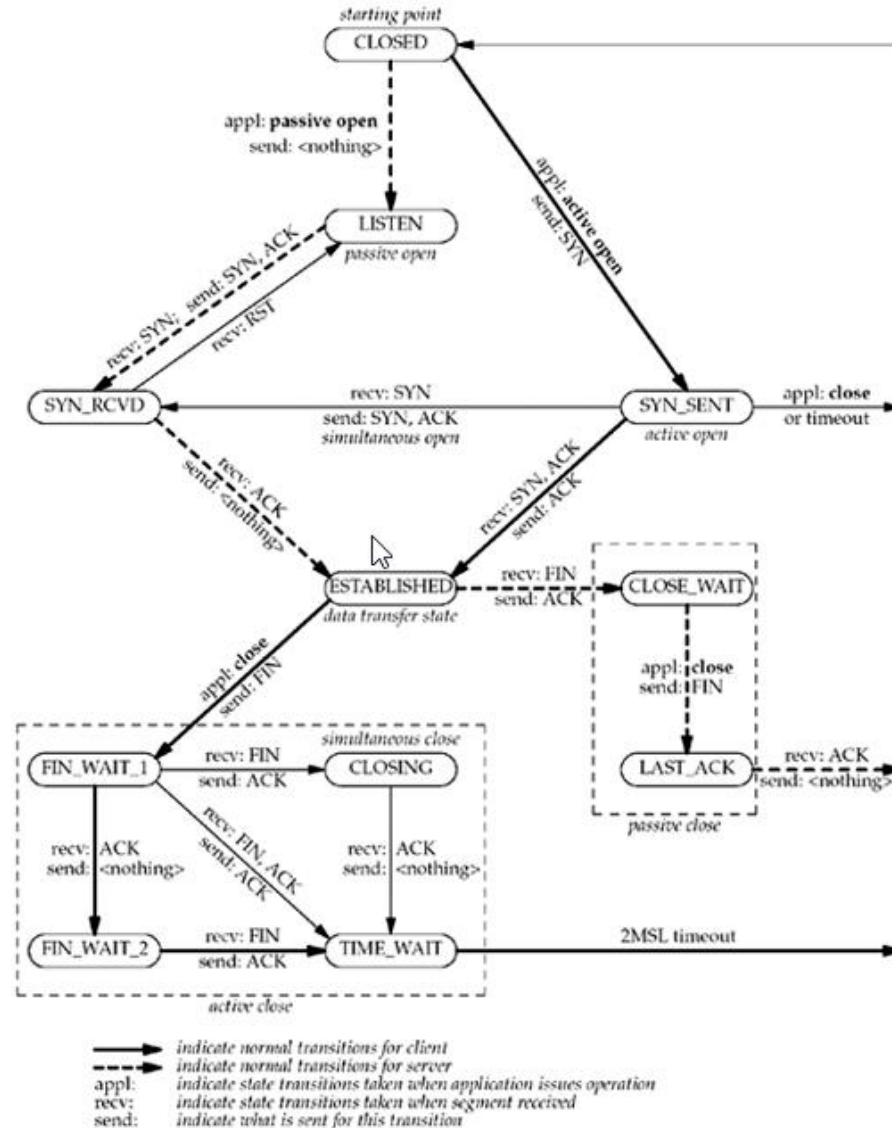 starting point
CLOSED
appl: passive open
send: <nothing>
appl: active open
send: SYN
LISTEN
passive open
recv: SYN; send: SYN, ACK
recv: RST
SYN_RCVD
recv: SYN
send: SYN, ACK
simultaneous open
SYN_SENT
active open
appl: close
or timeout
recv: ACK
send: <nothing>
recv: SYN, ACK
send: ACK
ESTABLISHED
data transfer state
recv: FIN
send: ACK
CLOSE_WAIT
appl: close
send: FIN
appl: close
send: FIN
LAST_ACK
passive close
recv: ACK
send: <nothing>
simultaneous close
FIN_WAIT_1
recv: FIN
send: ACK
CLOSING
recv: ACK
send: <nothing>
recv: FIN, ACK
send: ACK
recv: ACK
send: <nothing>
FIN_WAIT_2
recv: FIN
send: ACK
TIME_WAIT
2MSL timeout
active close
indicate normal transitions for client
indicate normal transitions for server
appl: indicate state transitions taken when application issues operation
recv: indicate state transitions taken when segment received
send: indicate what is sent for this transition